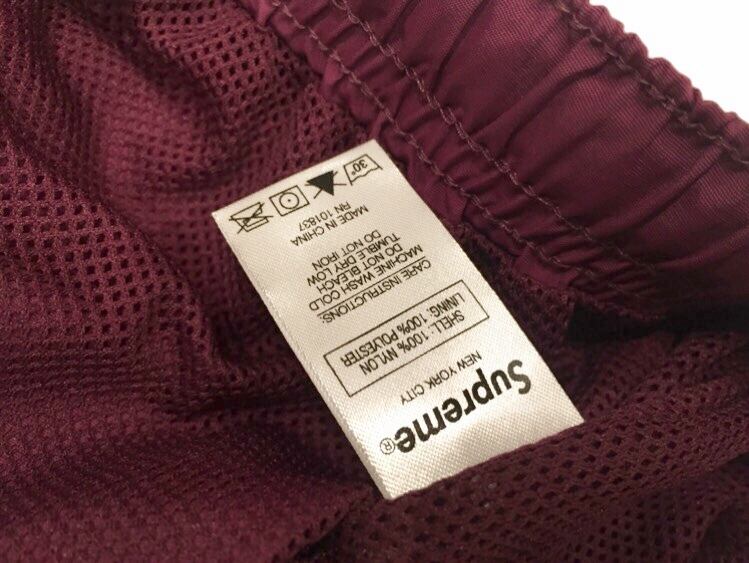 Supreme®
NEW YORK CITY
SHELL: 100% NYLON
LINING: 100% POLYESTER
CARE INSTRUCTIONS:
MACHINE WASH COLD
DO NOT BLEACH
TUMBLE DRY LOW
DO NOT IRON
MADE IN CHINA
RN 101837
30°